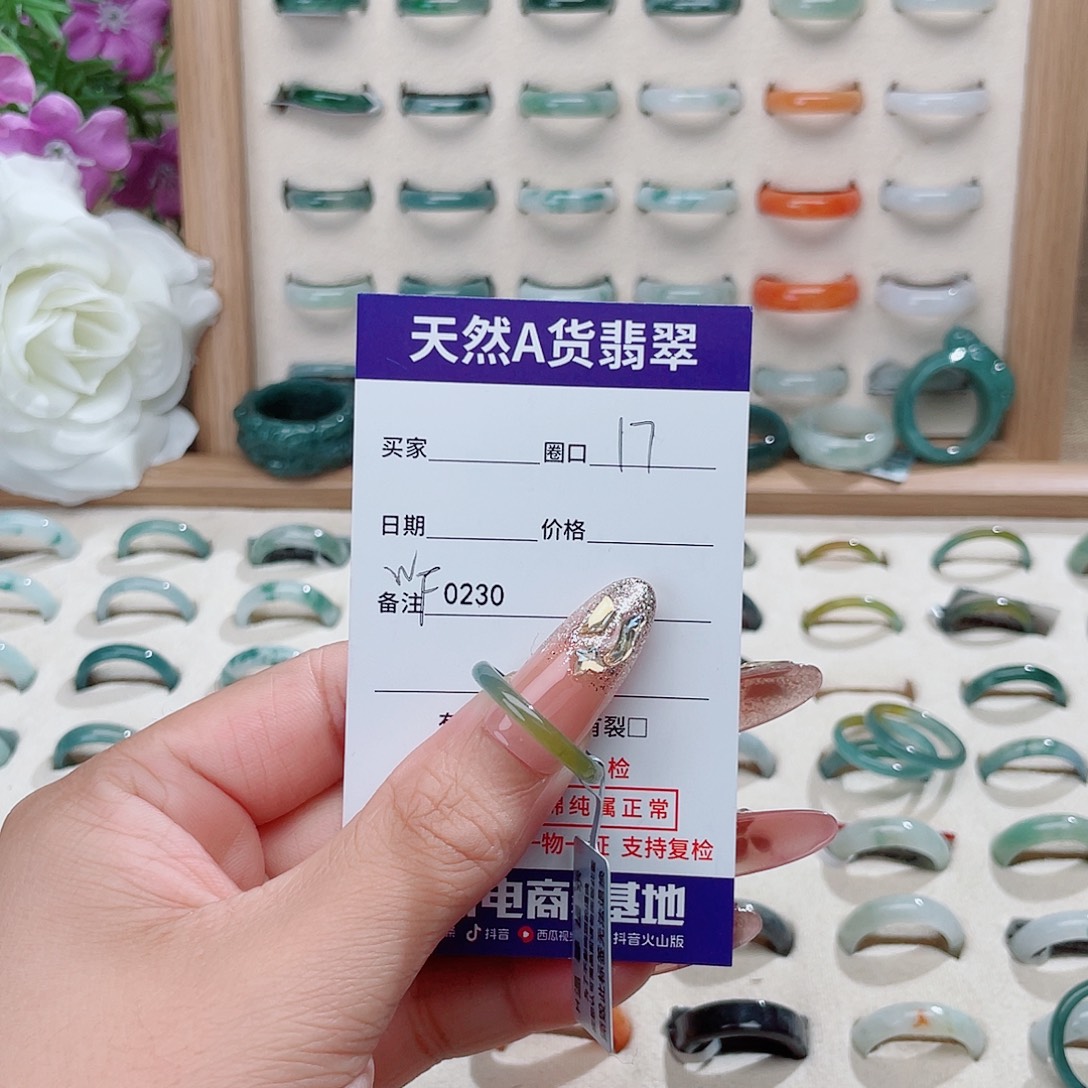 天然A货翡翠
买家 圈口 17
日期 价格
WF
备注 0230
有裂□
检
绵纯属正常
一物一证 支持复检
电商 基地
抖音 西瓜视 抖音火山版